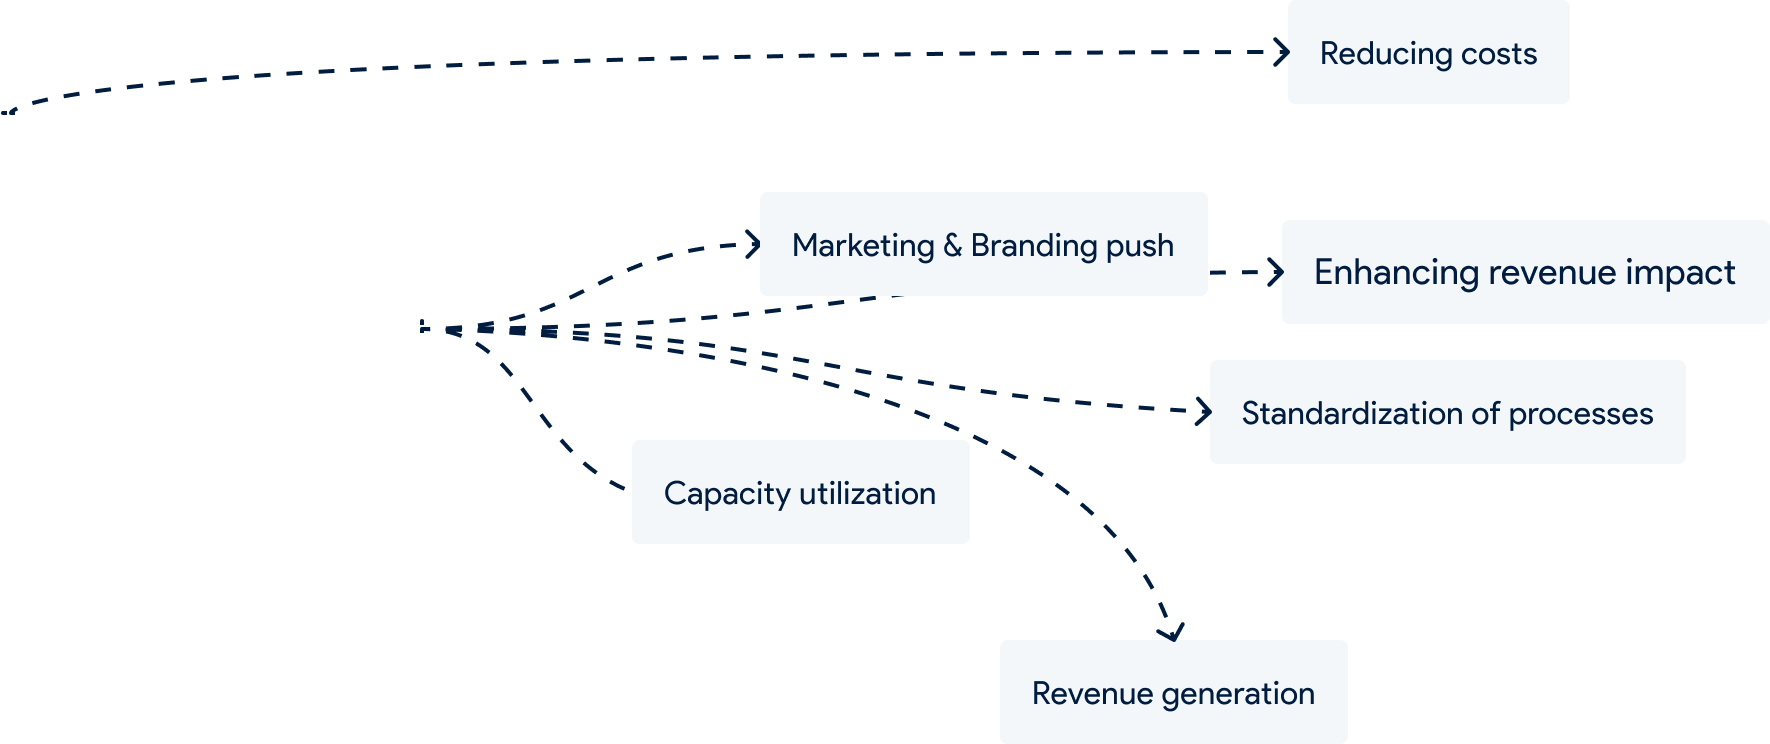 Reducing costs
Marketing & Branding push
Enhancing revenue impact
Standardization of processes
Capacity utilization
Revenue generation